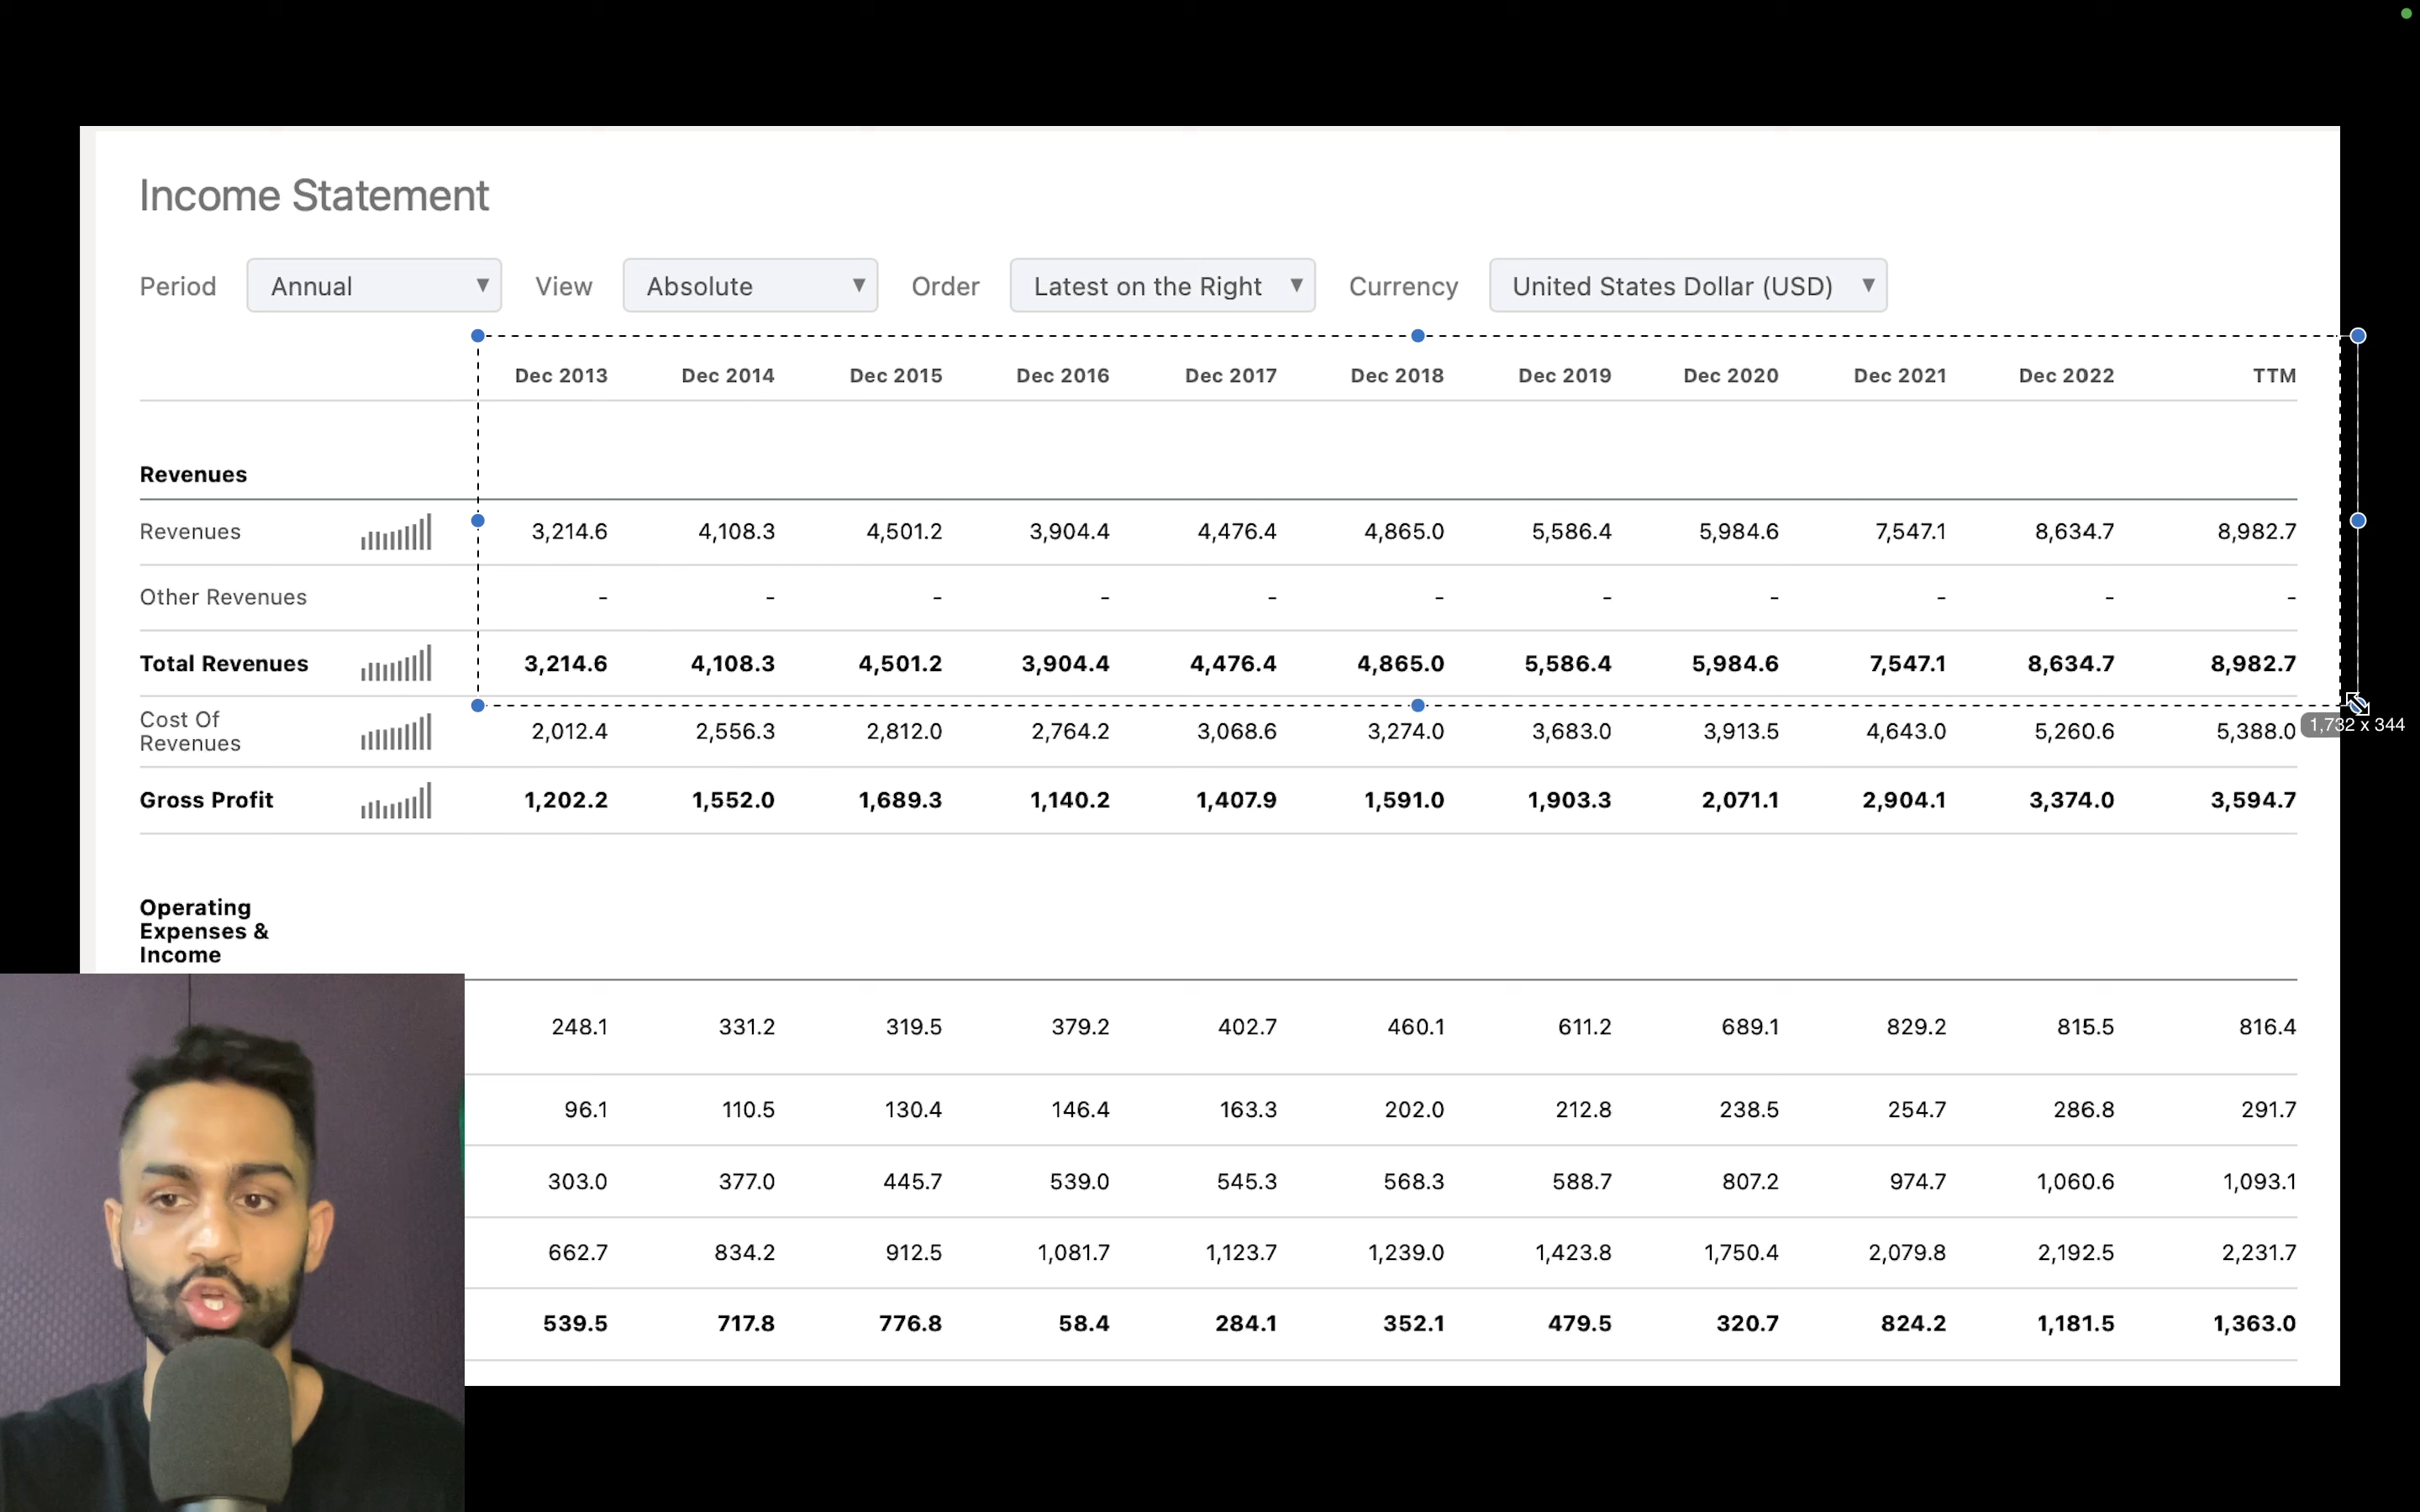 Income Statement
Period Annual ▼ View Absolute ▼ Order Latest on the Right ▼ Currency United States Dollar (USD) ▼
Dec 2013 Dec 2014 Dec 2015 Dec 2016 Dec 2017 Dec 2018 Dec 2019 Dec 2020 Dec 2021 Dec 2022 TTM
Revenues
Revenues 3,214.6 4,108.3 4,501.2 3,904.4 4,476.4 4,865.0 5,586.4 5,984.6 7,547.1 8,634.7 8,982.7
Other Revenues - - - - - - - - - - -
Total Revenues 3,214.6 4,108.3 4,501.2 3,904.4 4,476.4 4,865.0 5,586.4 5,984.6 7,547.1 8,634.7 8,982.7
Cost Of
Revenues 2,012.4 2,556.3 2,812.0 2,764.2 3,068.6 3,274.0 3,683.0 3,913.5 4,643.0 5,260.6 5,388.0
1,732 x 344
Gross Profit 1,202.2 1,552.0 1,689.3 1,140.2 1,407.9 1,591.0 1,903.3 2,071.1 2,904.1 3,374.0 3,594.7
Operating
Expenses &
Income
248.1 331.2 319.5 379.2 402.7 460.1 611.2 689.1 829.2 815.5 816.4
96.1 110.5 130.4 146.4 163.3 202.0 212.8 238.5 254.7 286.8 291.7
303.0 377.0 445.7 539.0 545.3 568.3 588.7 807.2 974.7 1,060.6 1,093.1
662.7 834.2 912.5 1,081.7 1,123.7 1,239.0 1,423.8 1,750.4 2,079.8 2,192.5 2,231.7
539.5 717.8 776.8 58.4 284.1 352.1 479.5 320.7 824.2 1,181.5 1,363.0